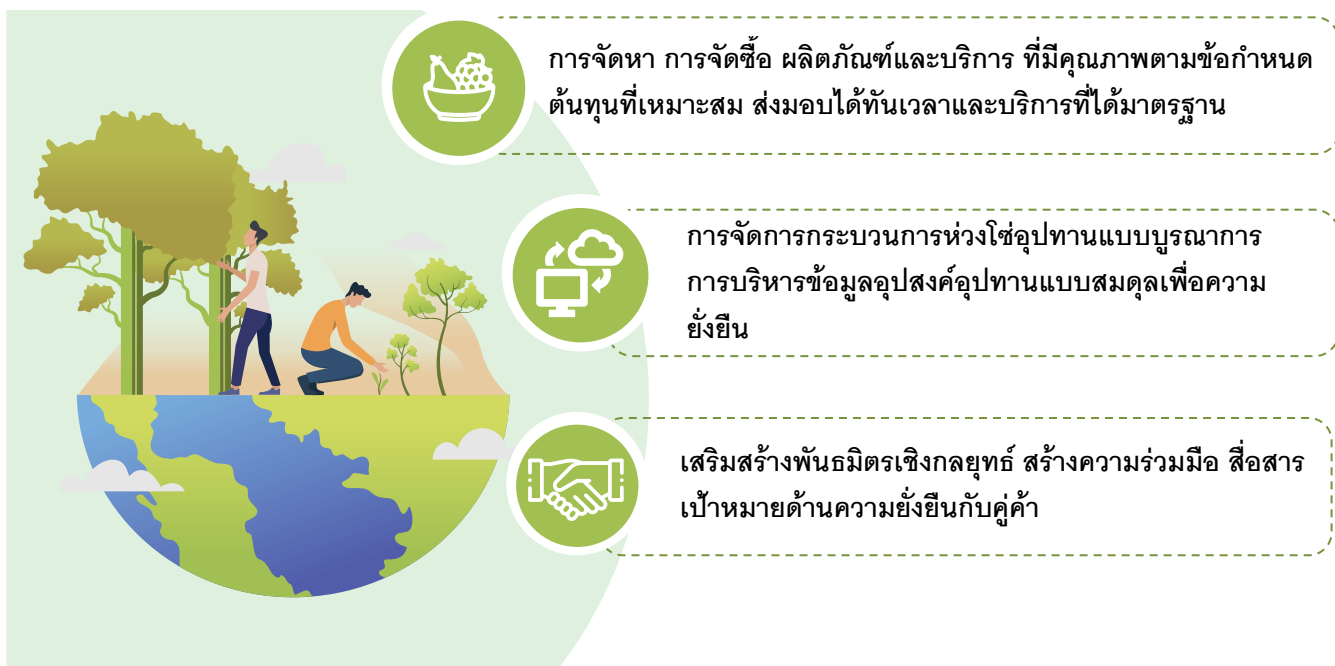 การจัดหา การจัดซื้อ ผลิตภัณฑ์และบริการ ที่มีคุณภาพตามข้อกำหนด
ต้นทุนที่เหมาะสม ส่งมอบได้ทันเวลาและบริการที่ได้มาตรฐาน
การจัดการกระบวนการห่วงโซ่อุปทานแบบบูรณาการ
การบริหารข้อมูลอุปสงค์อุปทานแบบสมดุลเพื่อความ
ยั่งยืน
เสริมสร้างพันธมิตรเชิงกลยุทธ์ สร้างความร่วมมือ สื่อสาร
เป้าหมายด้านความยั่งยืนกับคู่ค้า